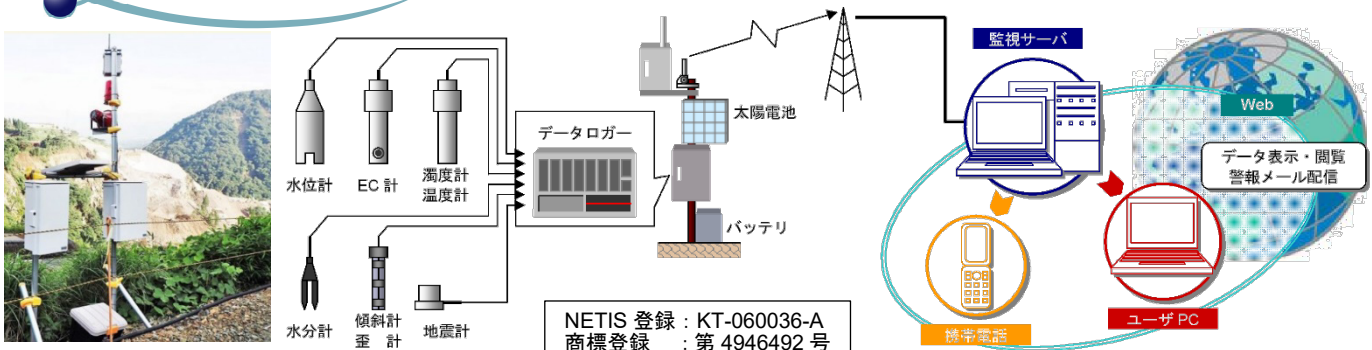 監視サーバ
Web
太陽電池
データロガー
データ表示・閲覧
警報メール配信
水位計
EC 計
濁度計
温度計
バッテリ
水分計
傾斜計
歪 計
地震計
NETIS 登録：KT-060036-A
商標登録 ：第 4946492 号
携帯電話
ユーザ PC